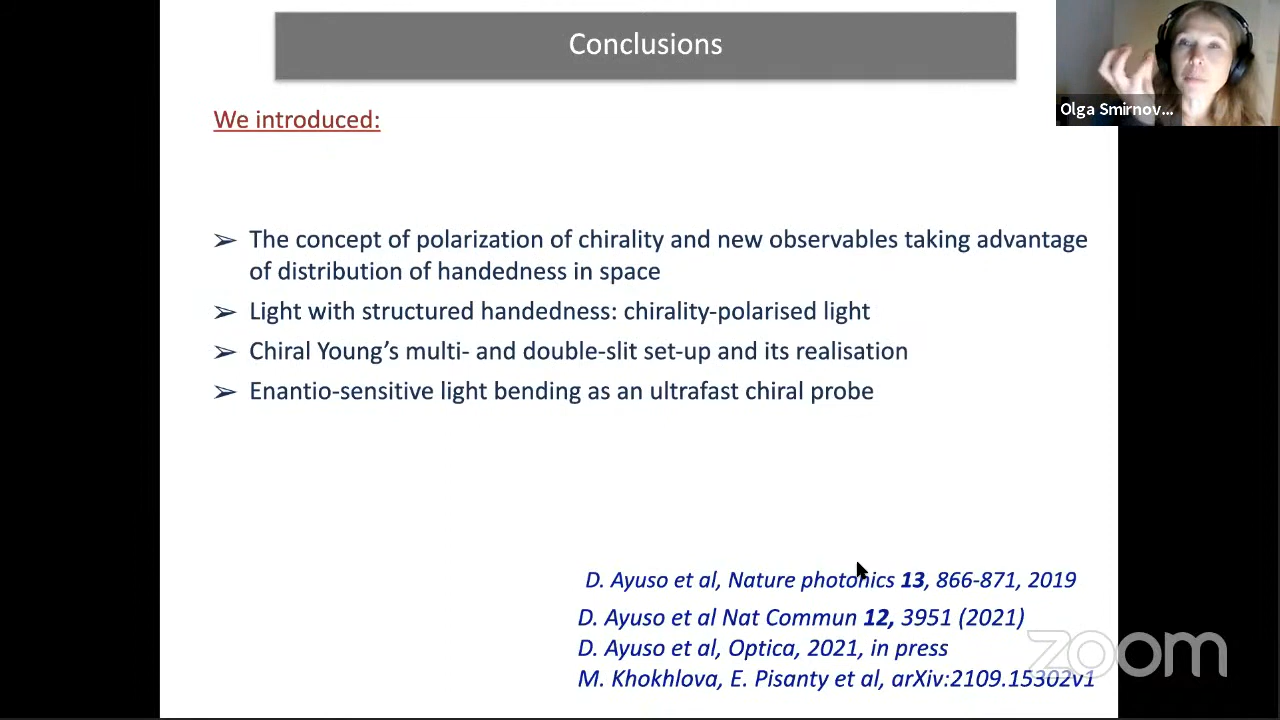 Conclusions
Olga Smirnov...
We introduced:
➢ The concept of polarization of chirality and new observables taking advantage
of distribution of handedness in space
➢ Light with structured handedness: chirality-polarised light
➢ Chiral Young's multi- and double-slit set-up and its realisation
➢ Enantio-sensitive light bending as an ultrafast chiral probe
D. Ayuso et al, Nature photonics 13, 866-871, 2019
D. Ayuso et al Nat Commun 12, 3951 (2021)
D. Ayuso et al, Optica, 2021, in press
M. Khokhlova, E. Pisanty et al, arXiv:2109.15302v1
zoom